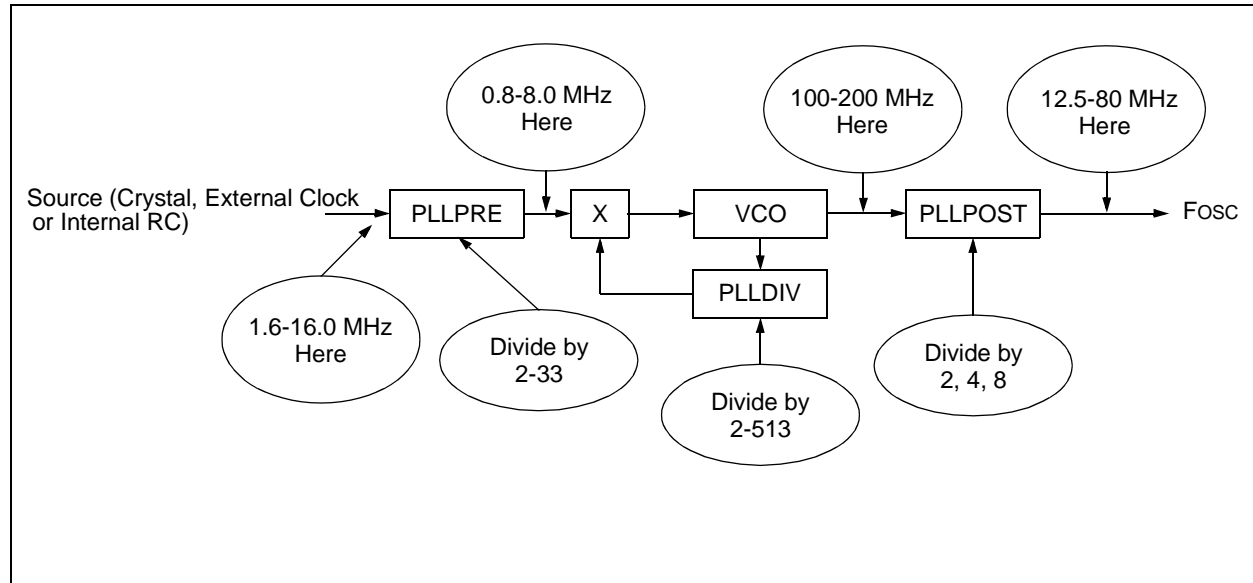 0.8-8.0 MHz
Here
100-200 MHz
Here
12.5-80 MHz
Here
Source (Crystal, External Clock
or Internal RC)
PLLPRE
X
VCO
PLLPOST
FOSC
PLLDIV
1.6-16.0 MHz
Here
Divide by
2-33
Divide by
2-513
Divide by
2, 4, 8